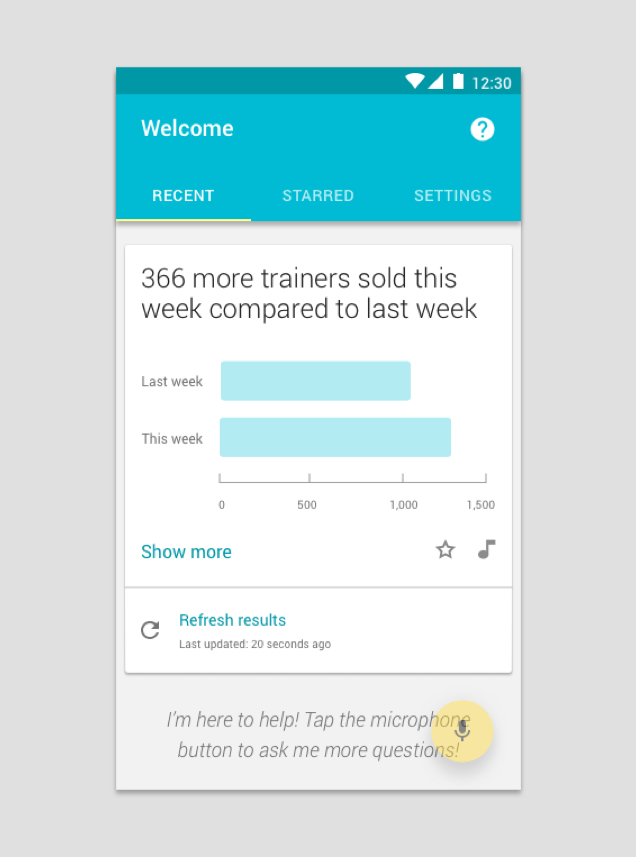 12:30
Welcome
RECENT STARRED SETTINGS
366 more trainers sold this
week compared to last week
Last week
This week
0 500 1,000 1,500
Show more
Refresh results
Last updated: 20 seconds ago
I'm here to help! Tap the microphone
button to ask me more questions!